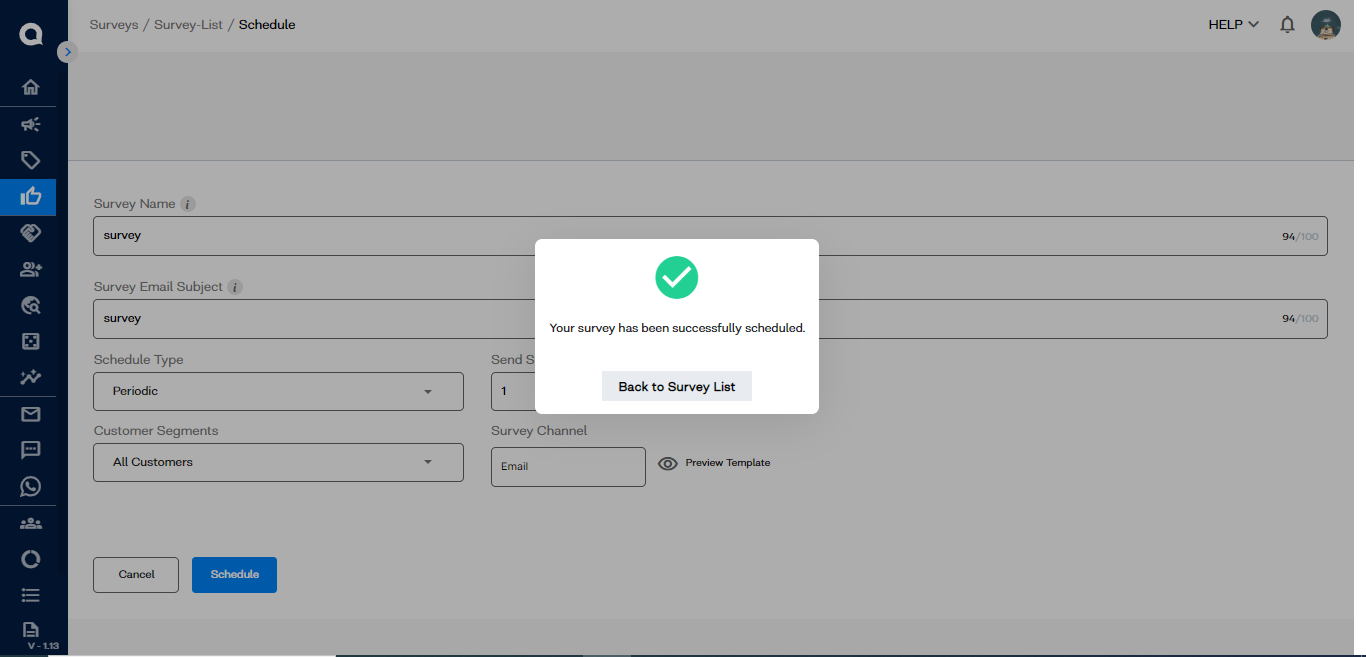 Surveys / Survey-List / Schedule
HELP
Survey Name i
survey
94/100
Survey Email Subject i
survey
94/100
Schedule Type
Send S
Periodic
1
Customer Segments
Survey Channel
All Customers
Email
Preview Template
Your survey has been successfully scheduled.
Back to Survey List
Cancel
Schedule
V - 1.13